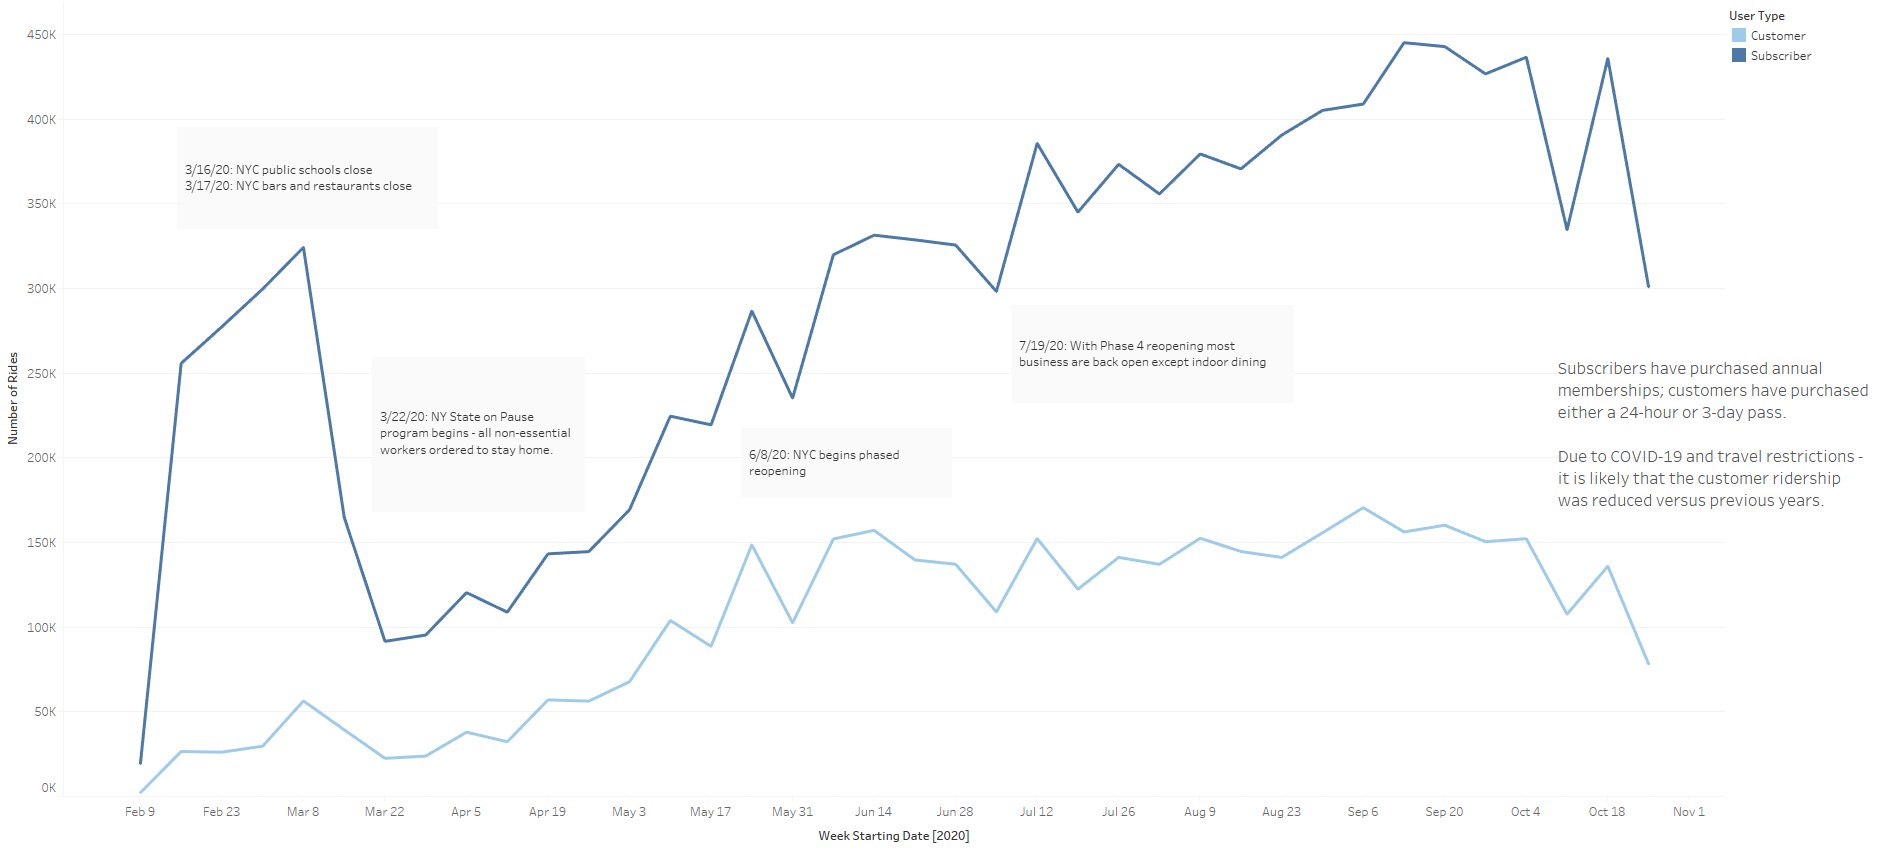 User Type
Customer
Subscriber
450K
400K
350K
300K
250K
200K
150K
100K
50K
0K
Number of Rides
3/16/20: NYC public schools close
3/17/20: NYC bars and restaurants close
3/22/20: NY State on Pause
program begins - all non-essential
workers ordered to stay home.
6/8/20: NYC begins phased
reopening
7/19/20: With Phase 4 reopening most
business are back open except indoor dining
Subscribers have purchased annual
memberships; customers have purchased
either a 24-hour or 3-day pass.
Due to COVID-19 and travel restrictions -
it is likely that the customer ridership
was reduced versus previous years.
Feb 9 Feb 23 Mar 8 Mar 22 Apr 5 Apr 19 May 3 May 17 May 31 Jun 14 Jun 28 Jul 12 Jul 26 Aug 9 Aug 23 Sep 6 Sep 20 Oct 4 Oct 18 Nov 1
Week Starting Date [2020]